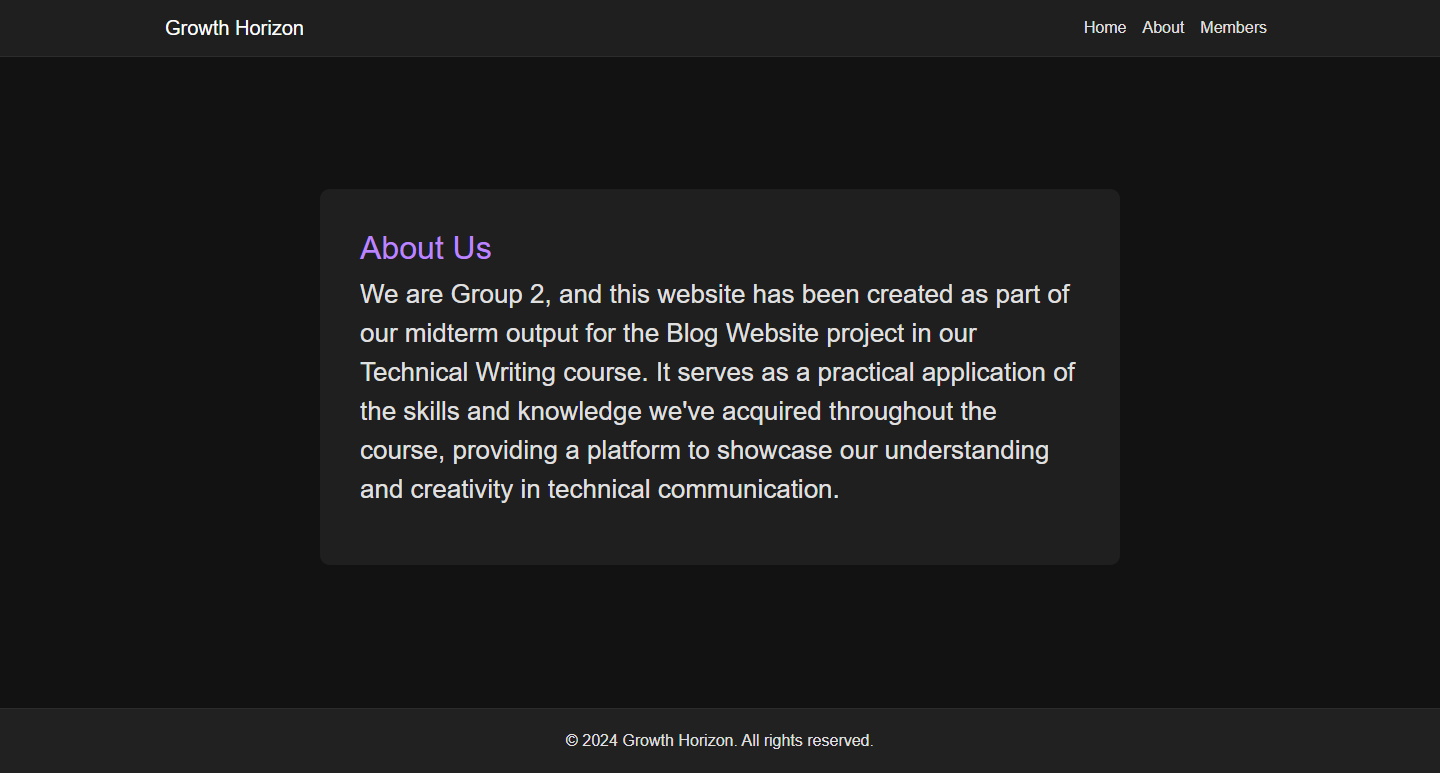 Growth Horizon
Home About Members
About Us
We are Group 2, and this website has been created as part of
our midterm output for the Blog Website project in our
Technical Writing course. It serves as a practical application of
the skills and knowledge we've acquired throughout the
course, providing a platform to showcase our understanding
and creativity in technical communication.
© 2024 Growth Horizon. All rights reserved.